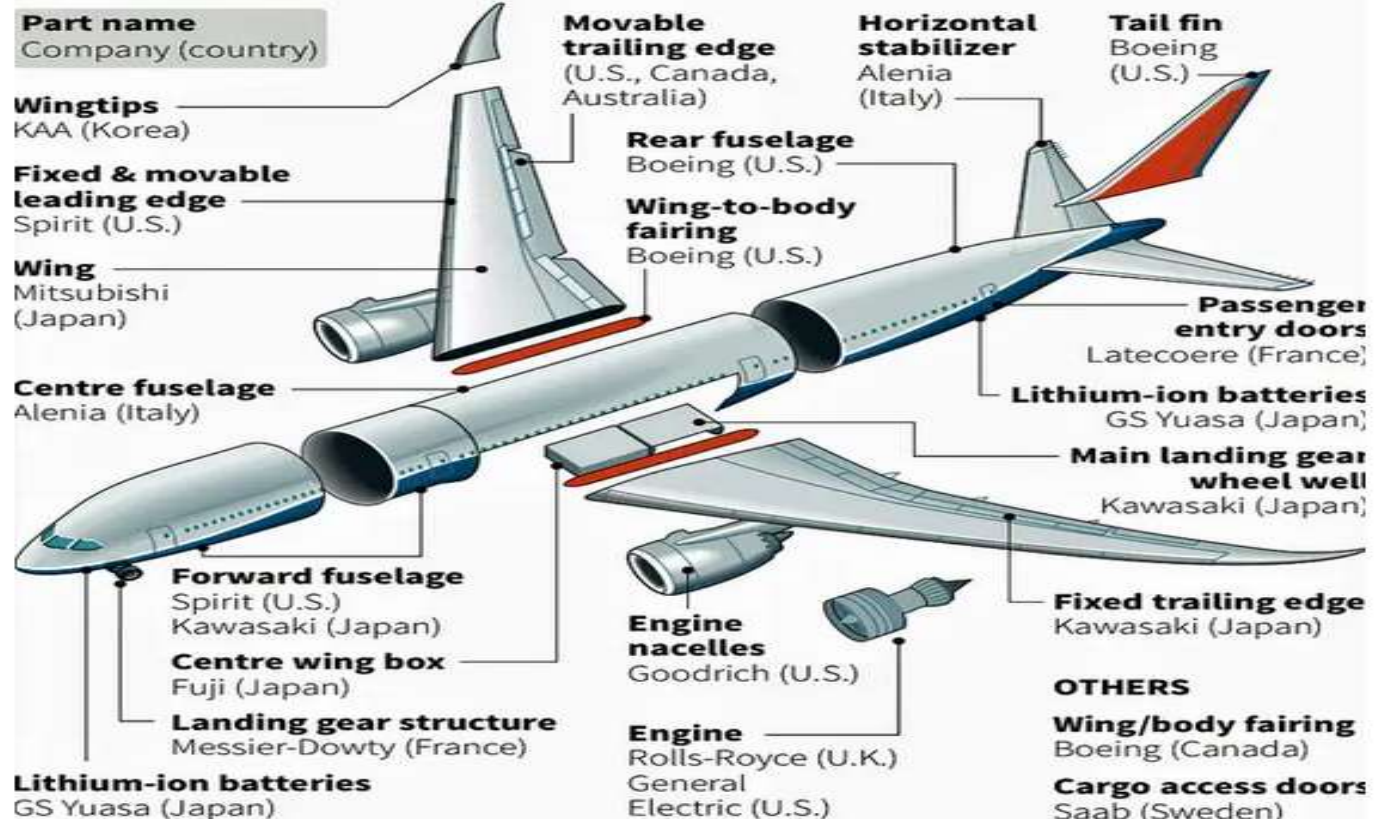 Part name
Company (country)
Wingtips
KAA (Korea)
Fixed & movable
leading edge
Spirit (U.S.)
Wing
Mitsubishi
(Japan)
Centre fuselage
Alenia (Italy)
Movable
trailing edge
(U.S., Canada,
Australia)
Horizontal
stabilizer
Alenia
(Italy)
Tail fin
Boeing
(U.S.)
Rear fuselage
Boeing (U.S.)
Wing-to-body
fairing
Boeing (U.S.)
Passenger
entry doors
Latecoere (France)
Lithium-ion batteries
GS Yuasa (Japan)
Main landing gear
wheel well
Kawasaki (Japan)
Forward fuselage
Spirit (U.S.)
Kawasaki (Japan)
Centre wing box
Fuji (Japan)
Landing gear structure
Messier-Dowty (France)
Lithium-ion batteries
GS Yuasa (Japan)
Engine
nacelles
Goodrich (U.S.)
Engine
Rolls-Royce (U.K.)
General
Electric (U.S.)
Fixed trailing edge
Kawasaki (Japan)
OTHERS
Wing/body fairing
Boeing (Canada)
Cargo access doors
Saab (Sweden)